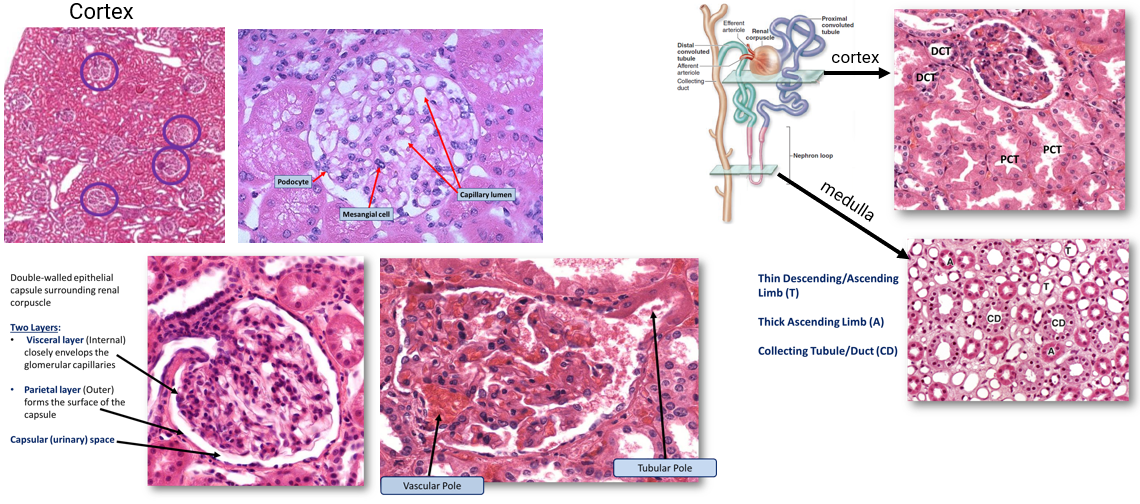 Cortex
Podocyte
Mesangial cell
Capillary lumen
Double-walled epithelial
capsule surrounding renal
corpuscle
Two Layers:
• Visceral layer (Internal)
closely envelops the
glomerular capillaries
• Parietal layer (Outer)
forms the surface of the
capsule
Capsular (urinary) space
Vascular Pole
Tubular Pole
Efferent
arteriole
Renal
corpuscle
Proximal
convoluted
tubule
Distal
convoluted
tubule
Afferent
arteriole
Collecting
duct
Nephron loop
cortex
medulla
DCT
DCT
PCT
PCT
Thin Descending/Ascending
Limb (T)
Thick Ascending Limb (A)
Collecting Tubule/Duct (CD)
T
A
T
CD
CD
A